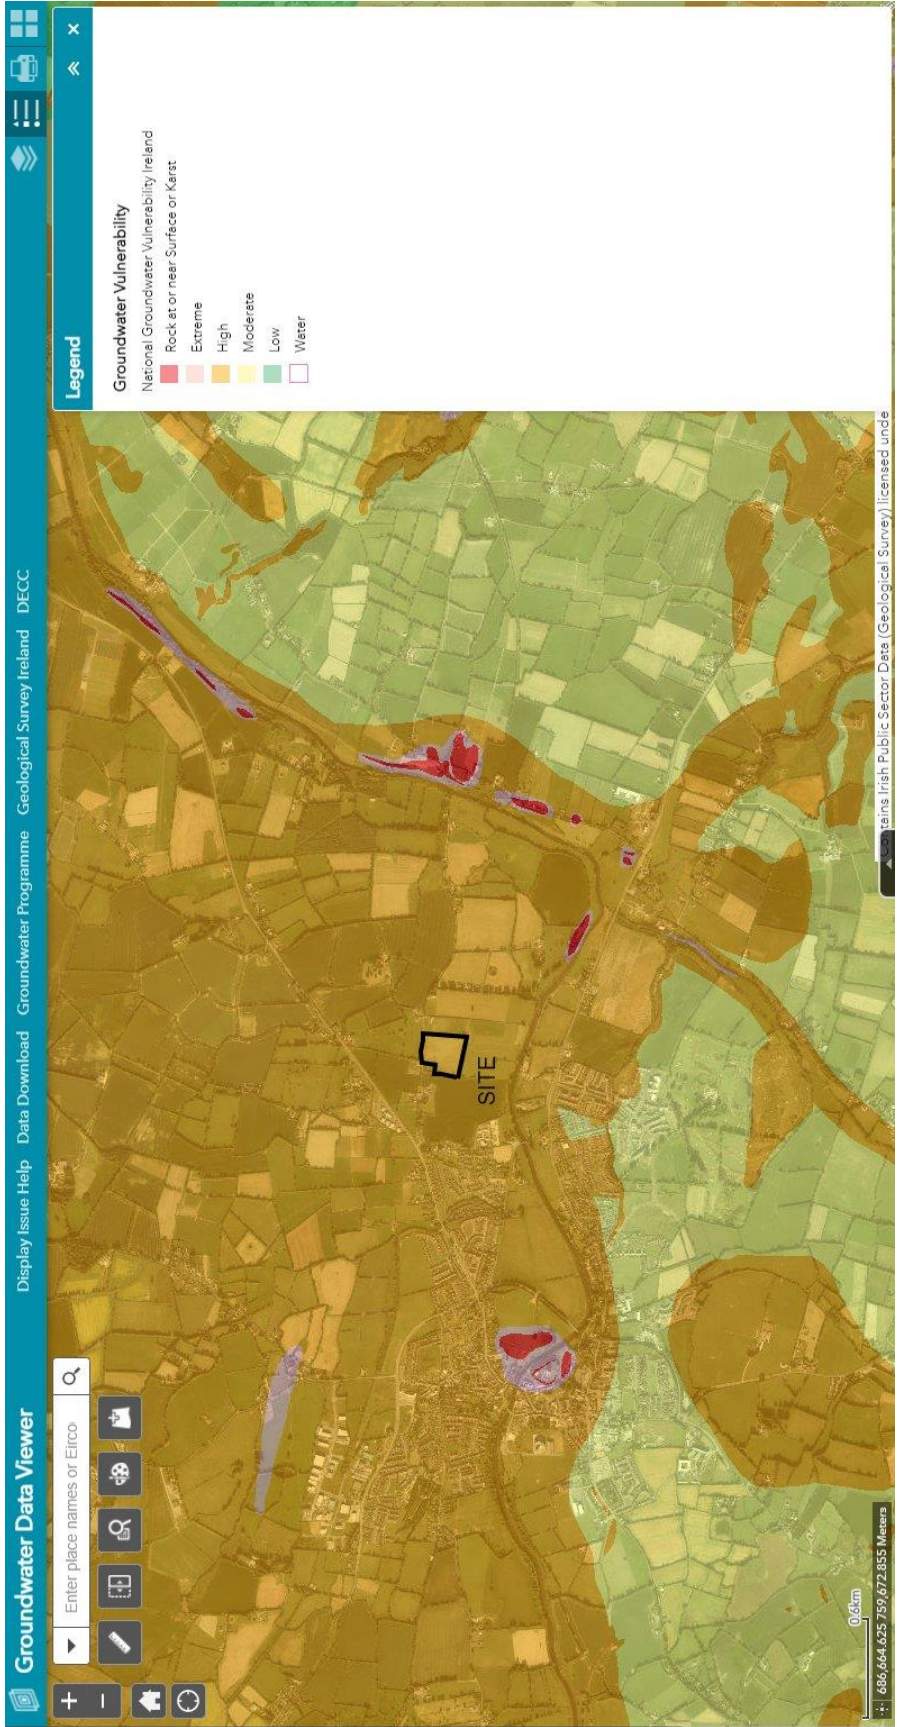 Groundwater Data Viewer
Display Issue Help Data Download Groundwater Programme Geological Survey Ireland DECC
Enter place names or Eirco
Legend
Groundwater Vulnerability
National Groundwater Vulnerability Ireland
Rock at or near Surface or Karst
Extreme
High
Moderate
Low
Water
SITE
0.6km
686,664.625 759,672.855 Meters
Contains Irish Public Sector Data (Geological Survey) licensed unde